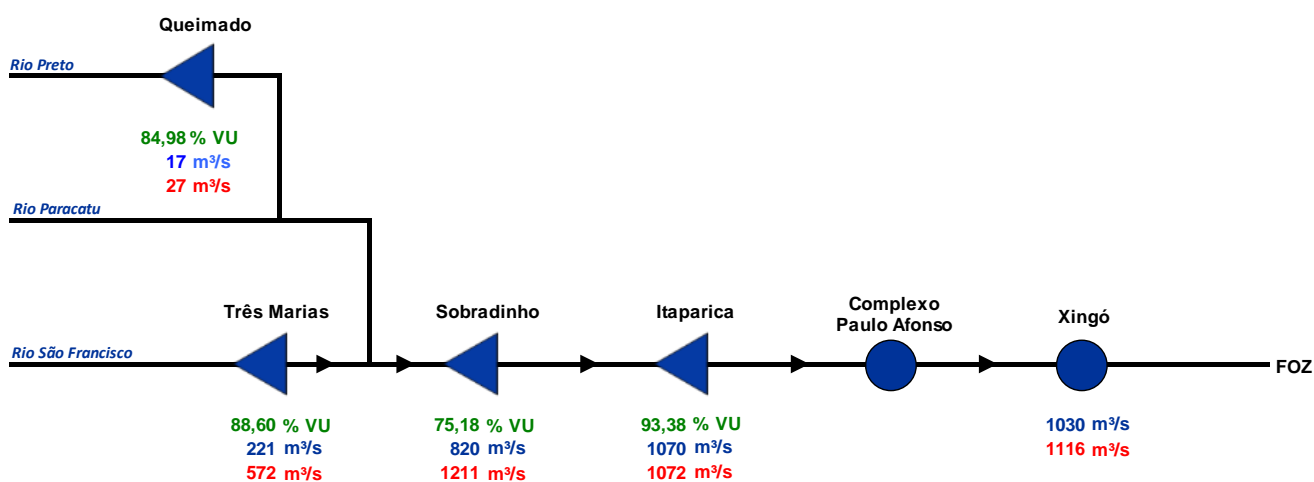 Queimado
Rio Preto
84,98 % VU
17 m³/s
27 m³/s
Rio Paracatu
Três Marias
Sobradinho
Itaparica
Complexo
Paulo Afonso
Xingó
Rio São Francisco
FOZ
88,60 % VU
221 m³/s
572 m³/s
75,18 % VU
820 m³/s
1211 m³/s
93,38 % VU
1070 m³/s
1072 m³/s
1030 m³/s
1116 m³/s